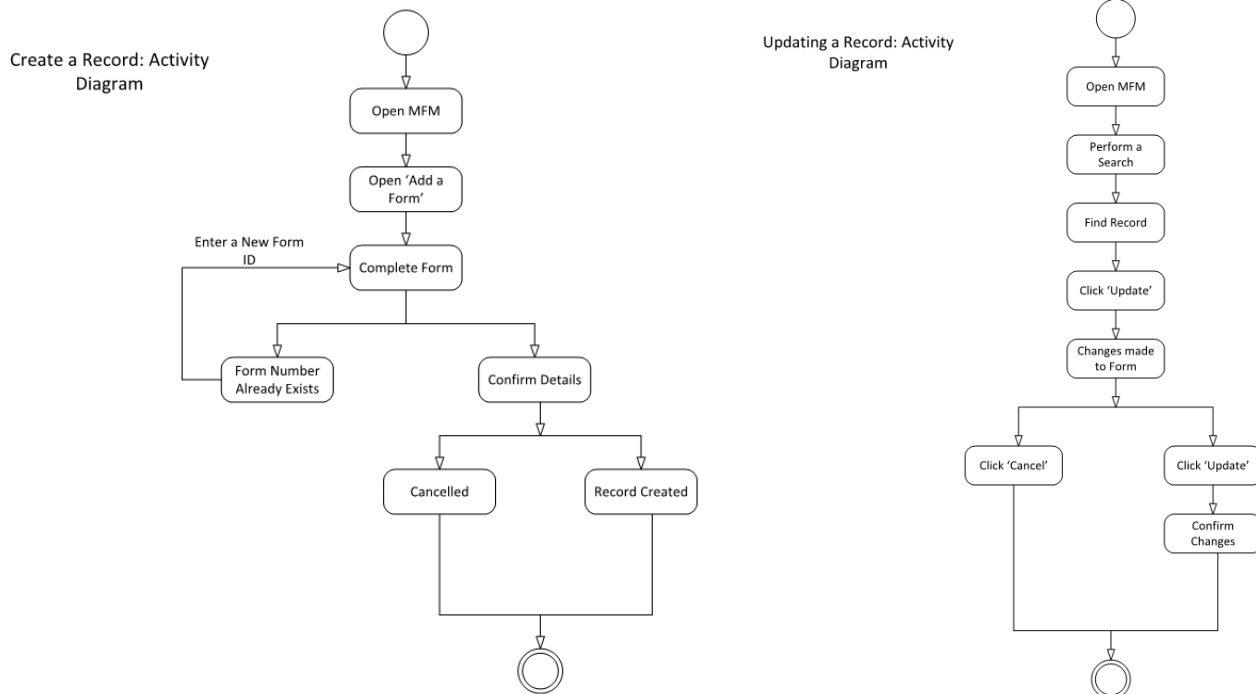 Create a Record: Activity
Diagram
Open MFM
Open ‘Add a
Form’
Enter a New Form
ID
Complete Form
Form Number
Already Exists
Confirm Details
Cancelled
Record Created
Updating a Record: Activity
Diagram
Open MFM
Perform a
Search
Find Record
Click ‘Update’
Changes made
to Form
Click ‘Cancel’
Click ‘Update’
Confirm
Changes